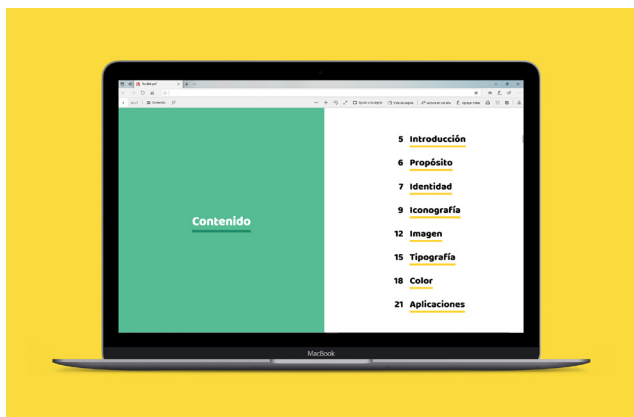 Contenido
5 Introducción
6 Propósito
7 Identidad
9 Iconografía
12 Imagen
15 Tipografía
18 Color
21 Aplicaciones
MacBook